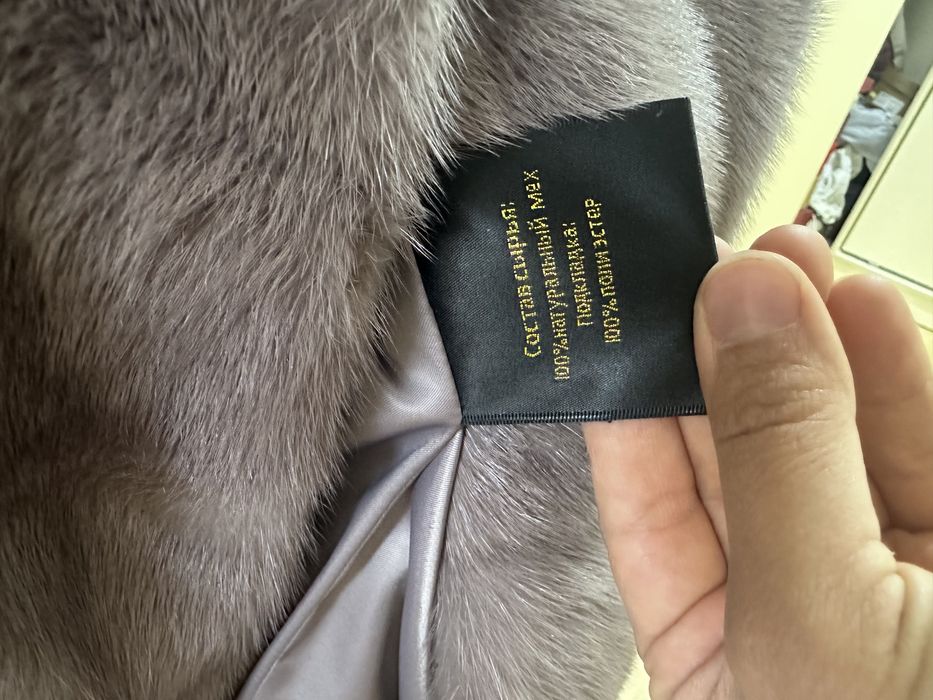 Состав сырья:
100%натуральный мех
Подкладка:
100%полиэстер